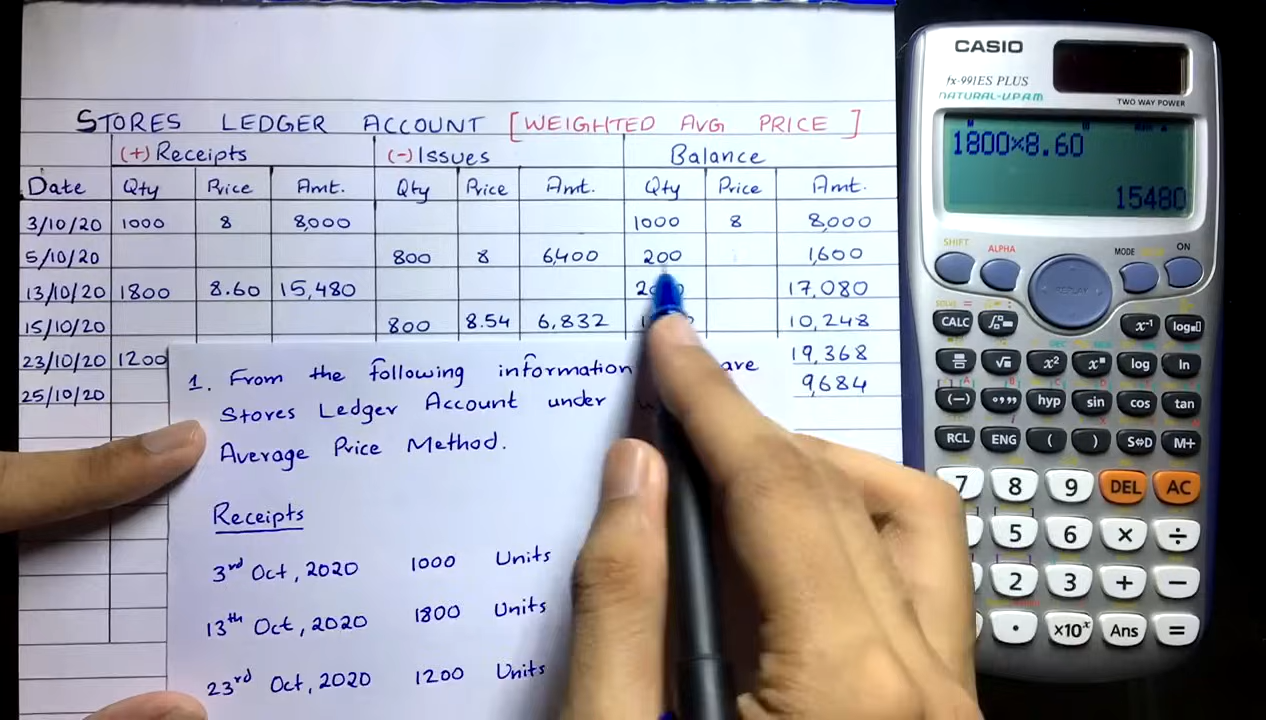 STORES LEDGER ACCOUNT [WEIGHTED AVG PRICE]
(+) Receipts (-) Issues Balance
Date Qty Price Amt. Qty Price Amt. Qty Price Amt.
3/10/20 1000 8 8,000 1000 8 8,000
5/10/20 800 8 6,400 200 1,600
13/10/20 1800 8.60 15,480 17,080
15/10/20 800 8.54 6,832 10,248
23/10/20 1200 19,368
25/10/20 9,684
1. From the following information are
Stores Ledger Account under
Average Price Method.
Receipts
3rd Oct, 2020 1000 Units
13th Oct, 2020 1800 Units
23rd Oct, 2020 1200 Units
CASIO
fx-991ES PLUS
NATURAL-V.P.A.M.
TWO WAY POWER
M
1800×8.60
15480
SHIFT ALPHA MODE ON
REPLAY
CALC x⁻¹ log
√ x² log ln
(−) hyp sin cos tan
RCL ENG ( ) S⇔D M+
7 8 9 DEL AC
5 6 × ÷
2 3 + −
• ×10ˣ Ans =